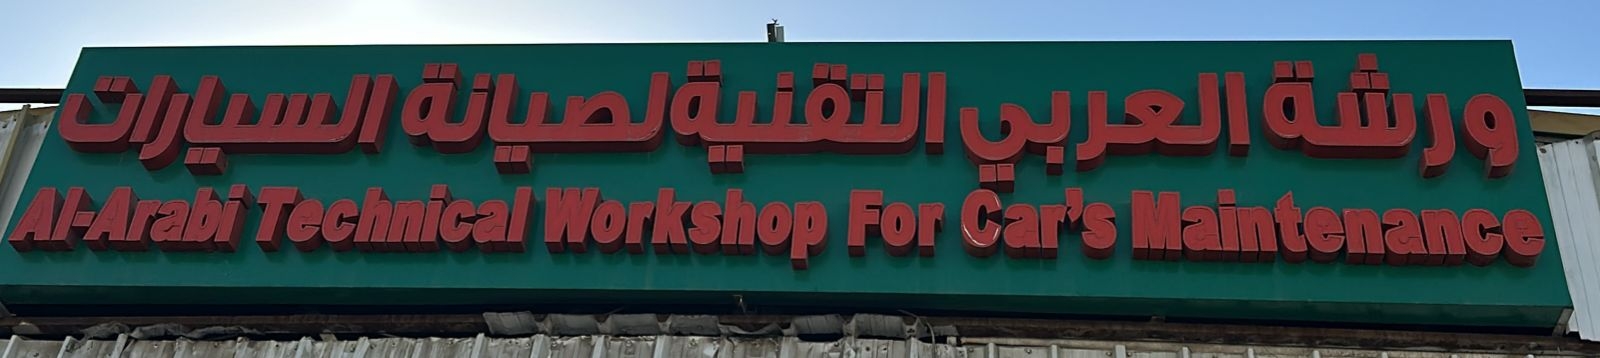 ورشة العربي التقنية لصيانة السيارات
Al-Arabi Technical Workshop For Car's Maintenance